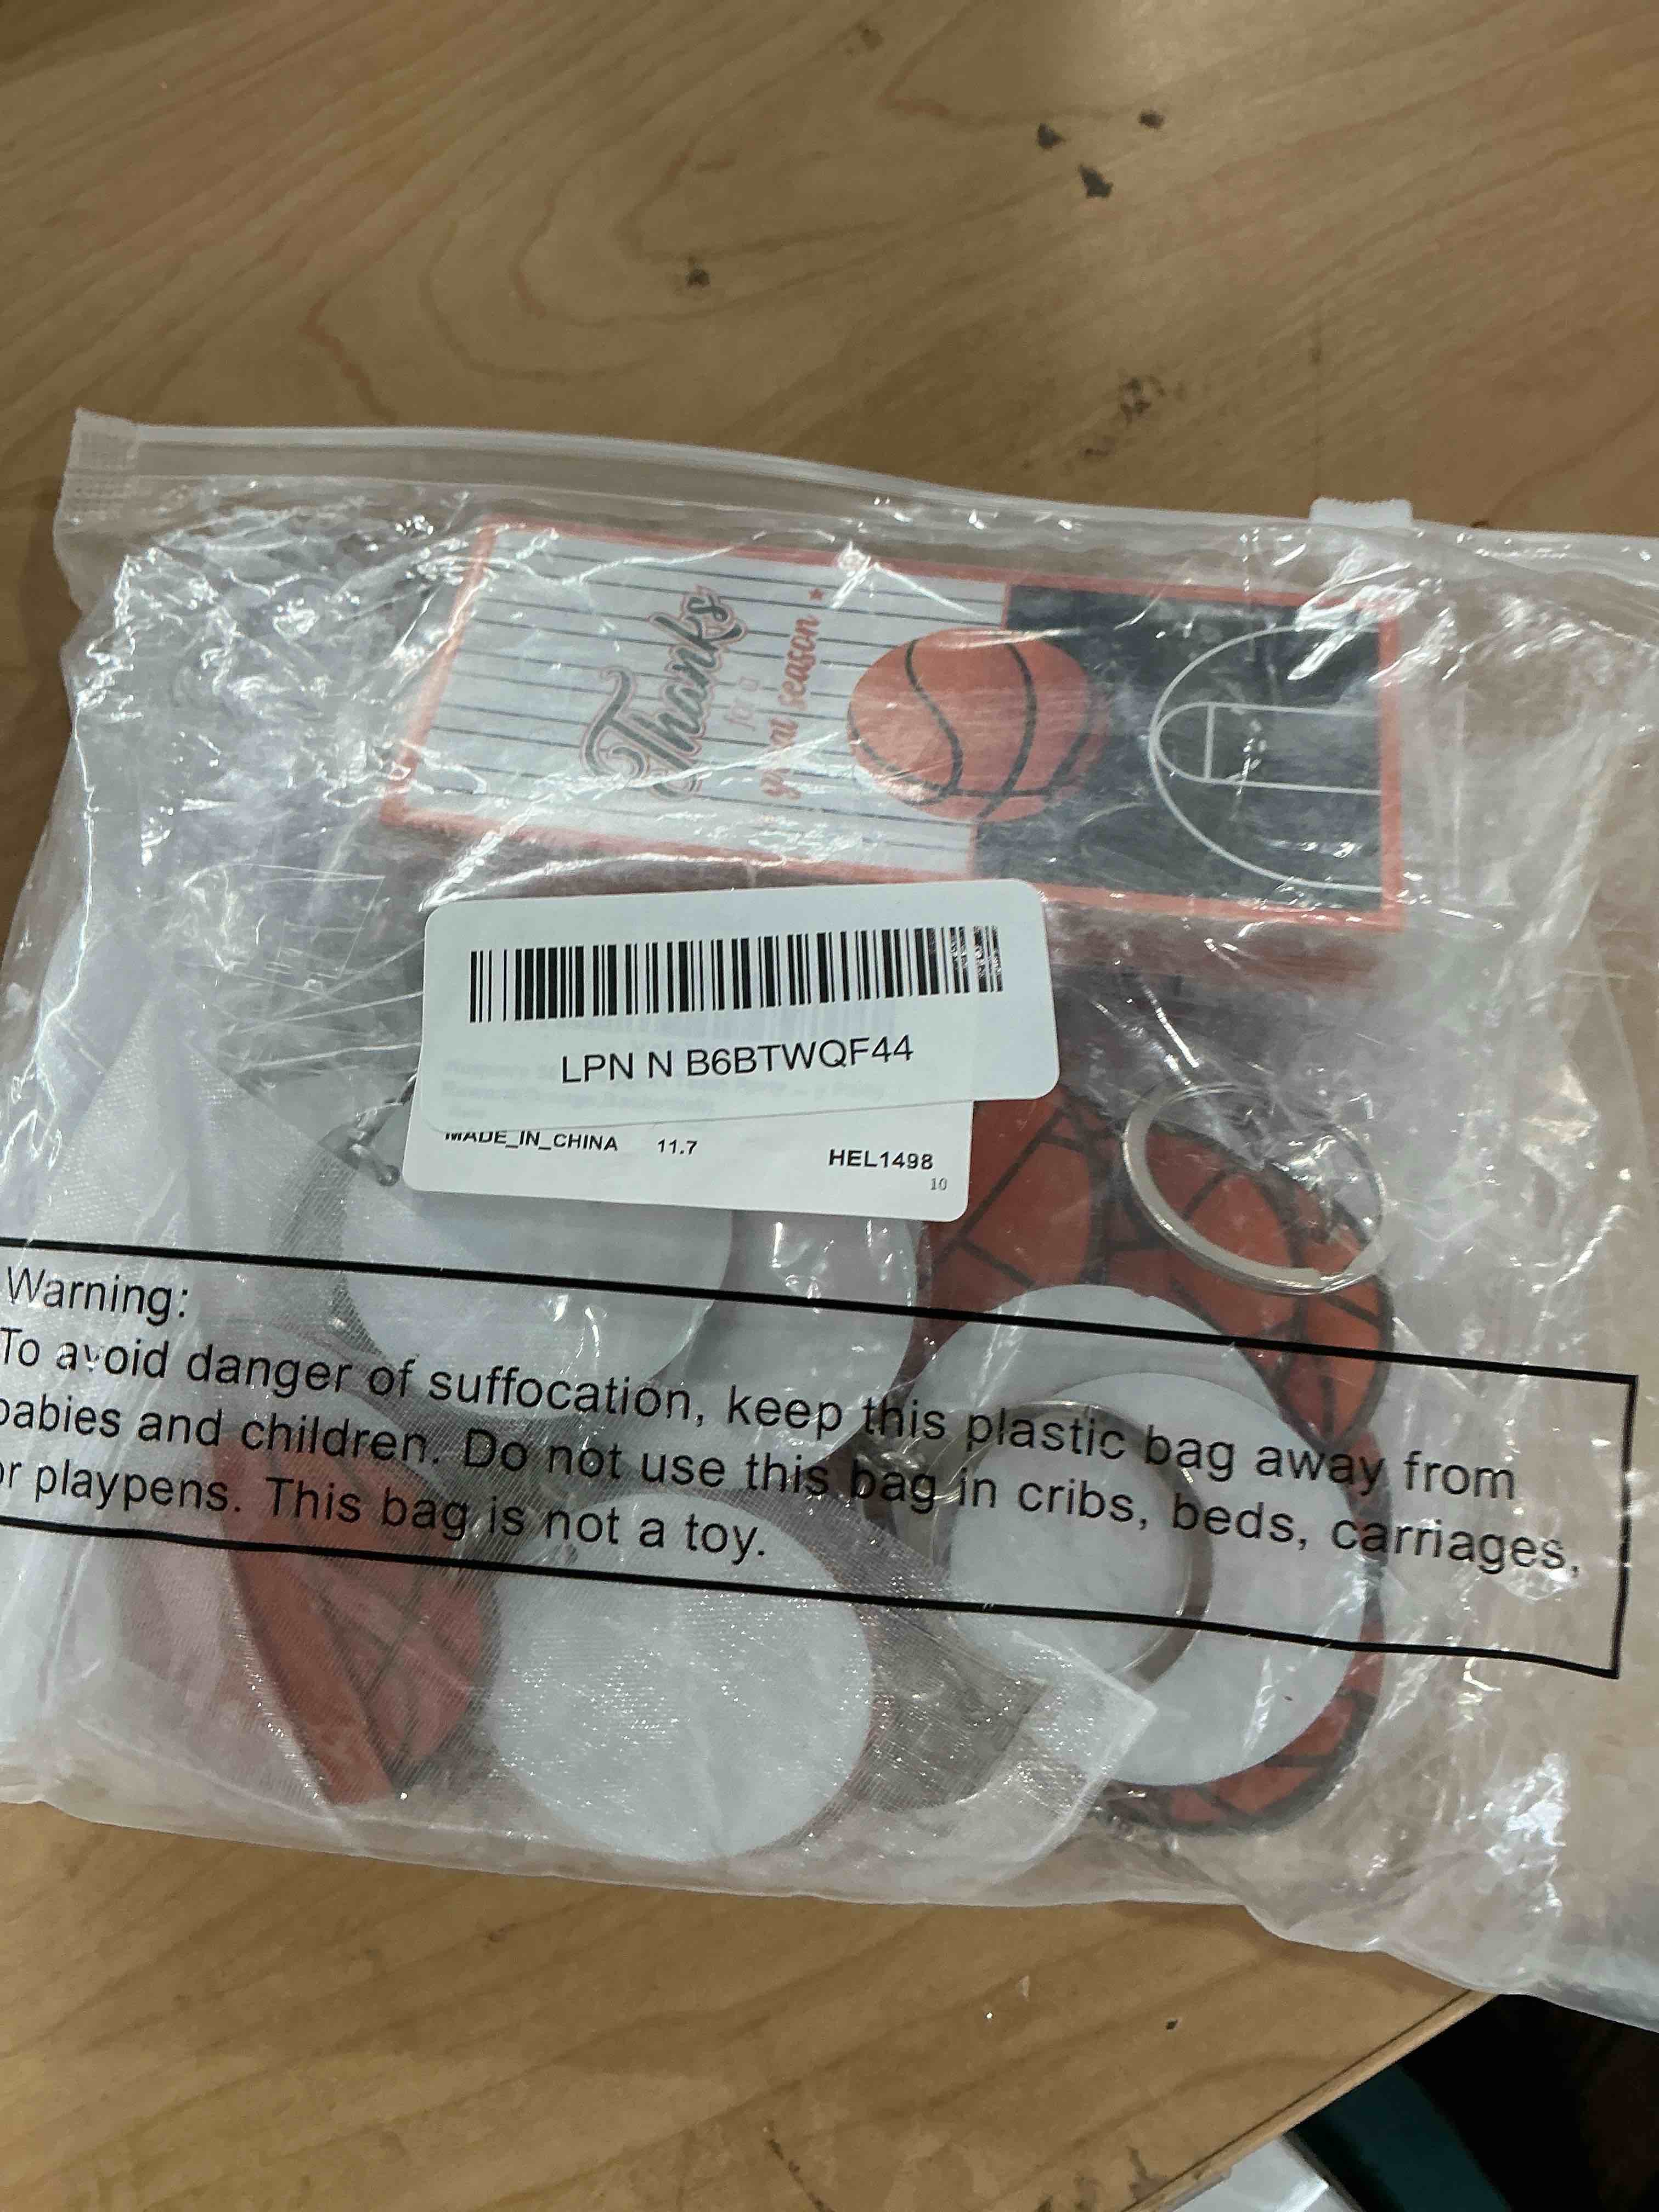 Thanks
for a
great season
LPN N B6BTWQF44
MADE_IN_CHINA 11.7 HEL1498
10
Warning:
To avoid danger of suffocation, keep this plastic bag away from
babies and children. Do not use this bag in cribs, beds, carriages,
or playpens. This bag is not a toy.